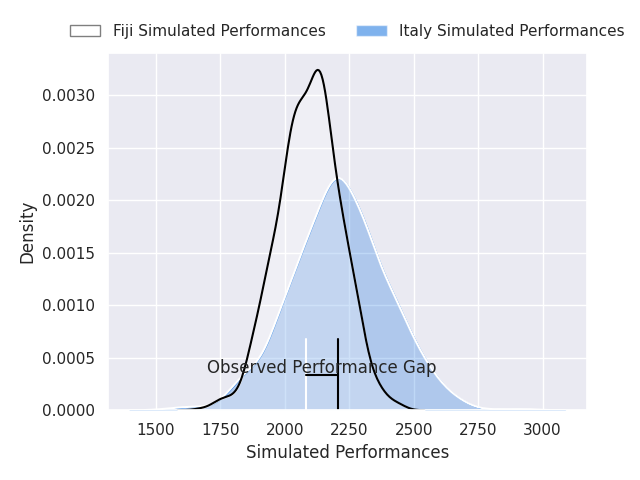 Fiji Simulated Performances Italy Simulated Performances
0.0030
0.0025
0.0020
0.0015
0.0010
0.0005
0.0000
Density
Observed Performance Gap
1500 1750 2000 2250 2500 2750 3000
Simulated Performances